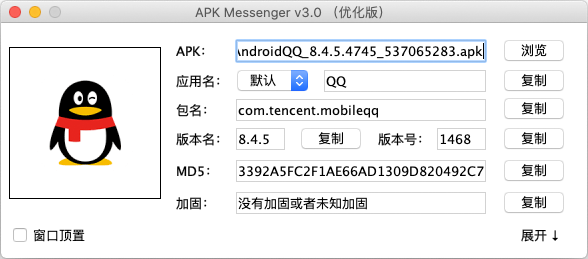 APK Messenger v3.0 （优化版）
APK: AndroidQQ_8.4.5.4745_537065283.apk 浏览
应用名: 默认 QQ 复制
包名: com.tencent.mobileqq 复制
版本名: 8.4.5 复制 版本号: 1468 复制
MD5: 3392A5FC2F1AE66AD1309D820492C7 复制
加固: 没有加固或者未知加固 复制
窗口顶置 展开 ↓